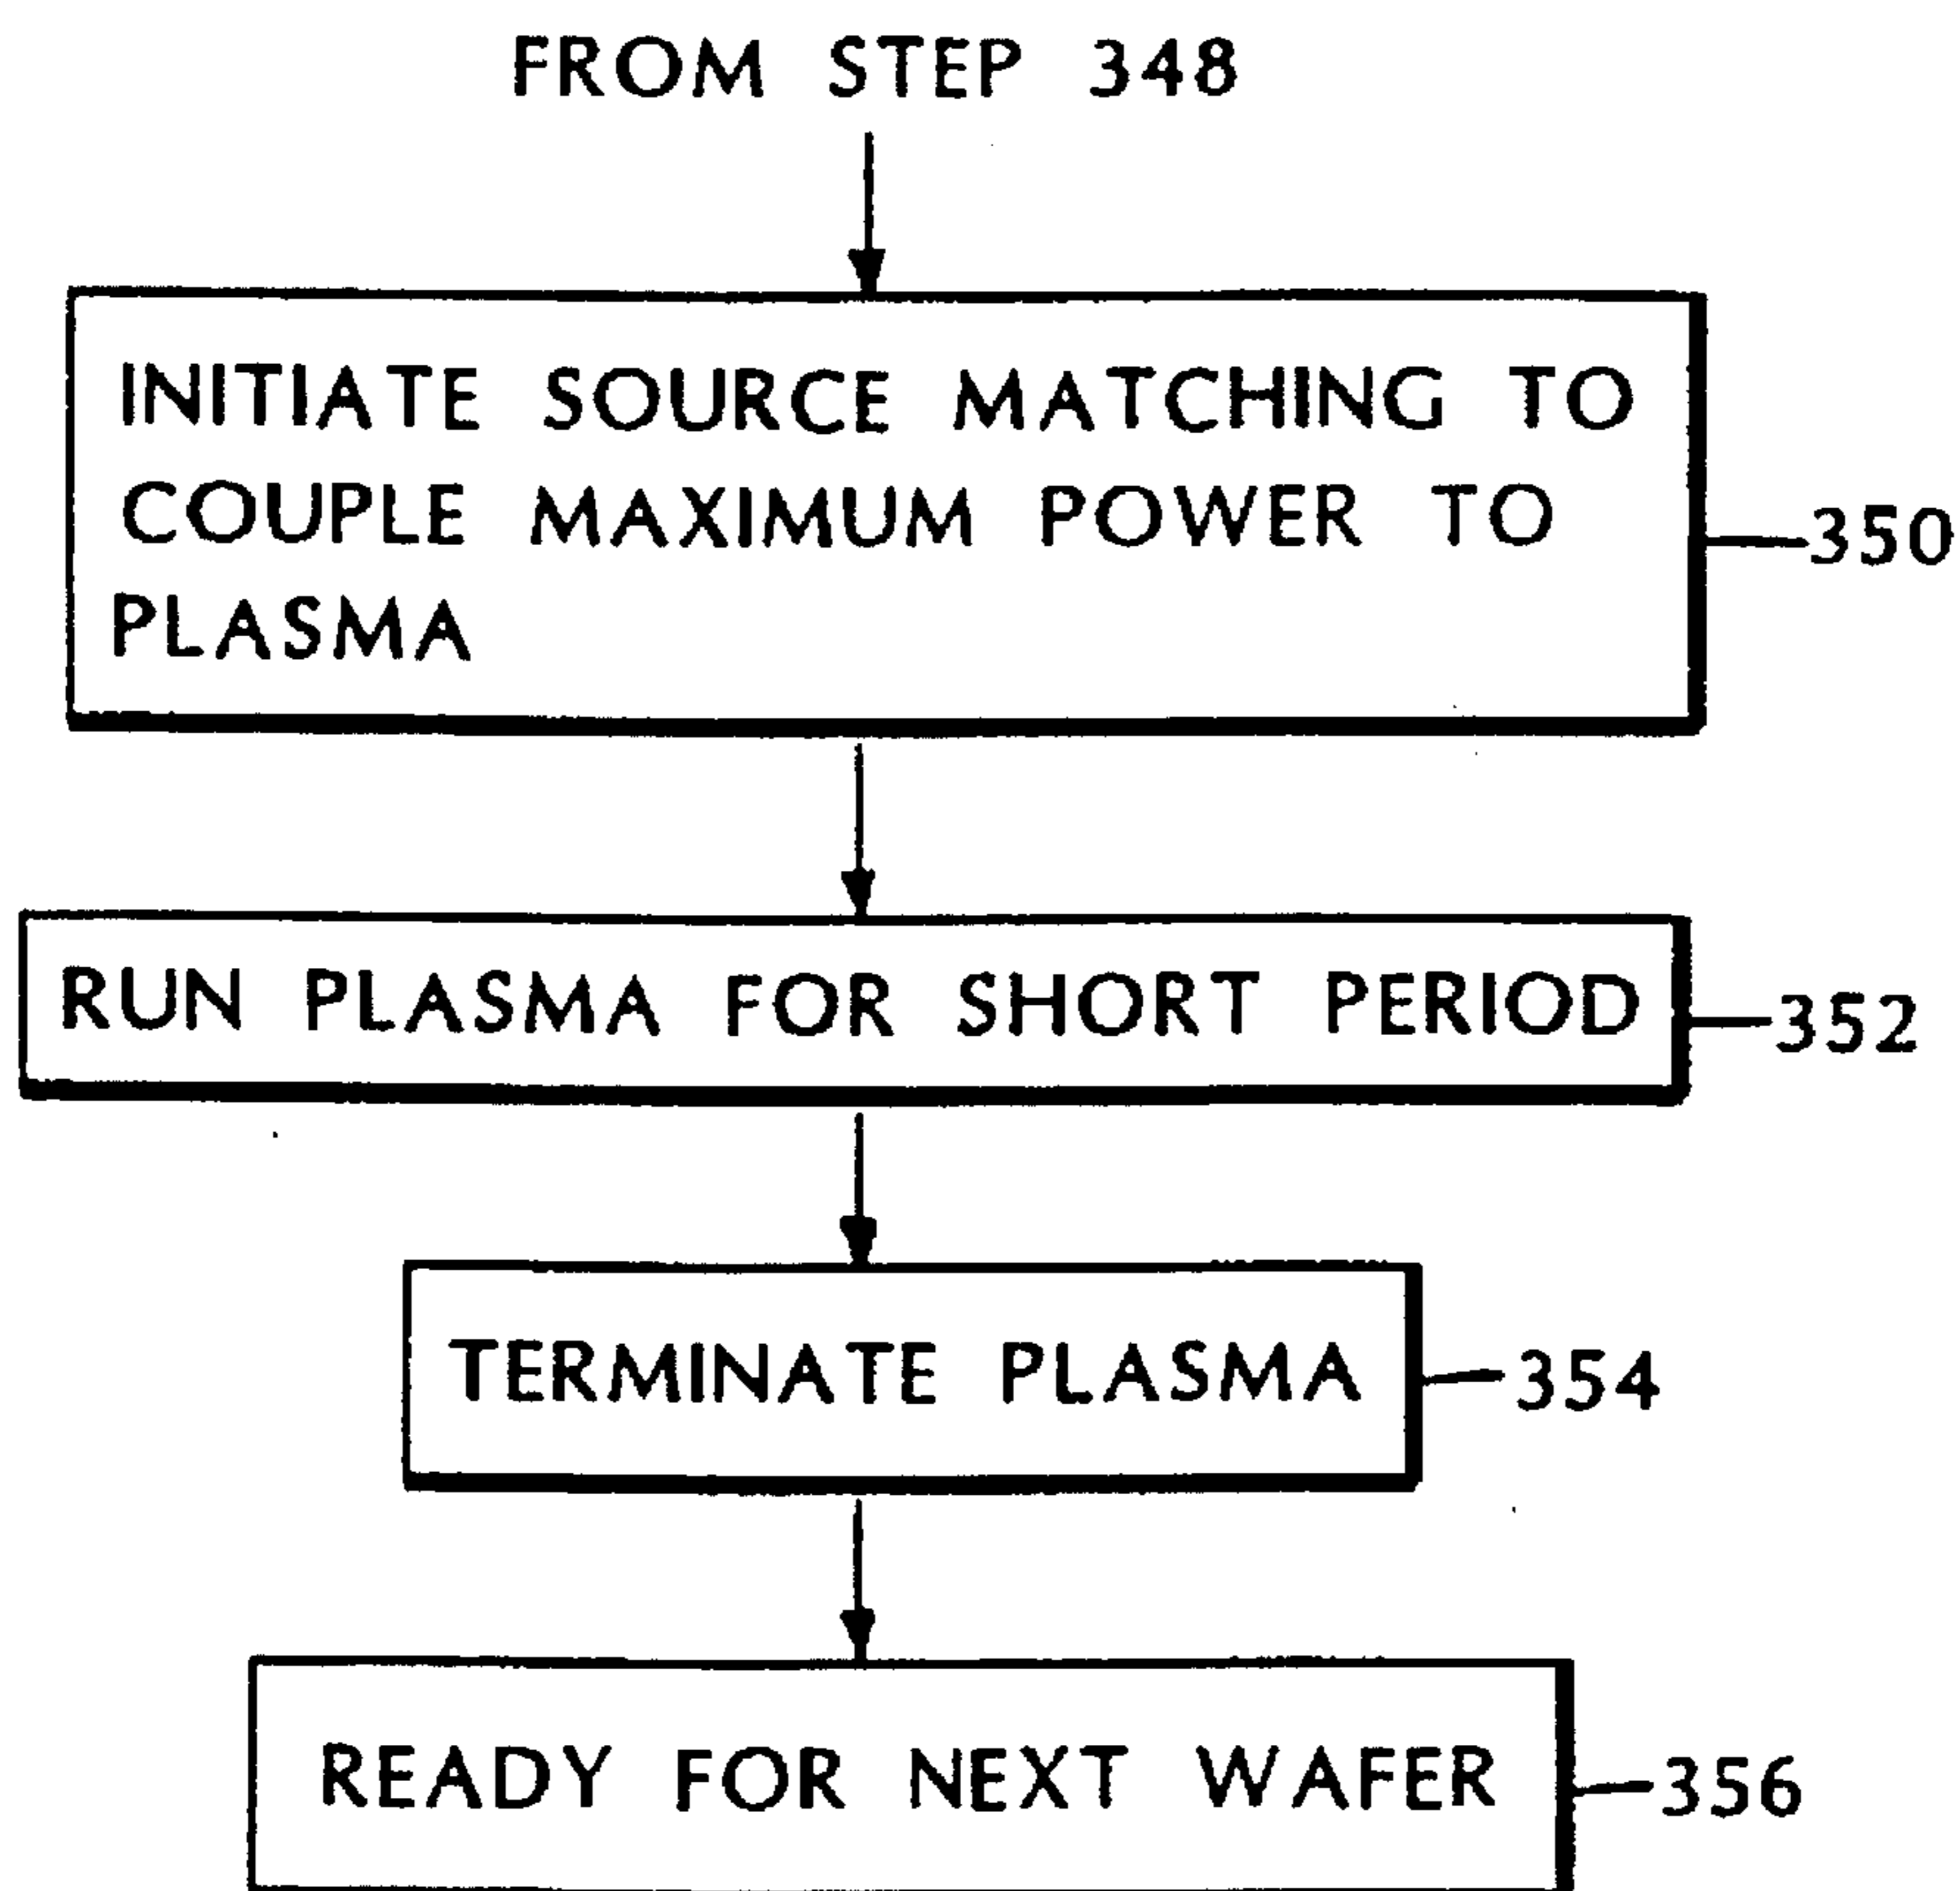 FROM STEP 348
INITIATE SOURCE MATCHING TO
COUPLE MAXIMUM POWER TO
PLASMA
350
RUN PLASMA FOR SHORT PERIOD
352
TERMINATE PLASMA
354
READY FOR NEXT WAFER
356